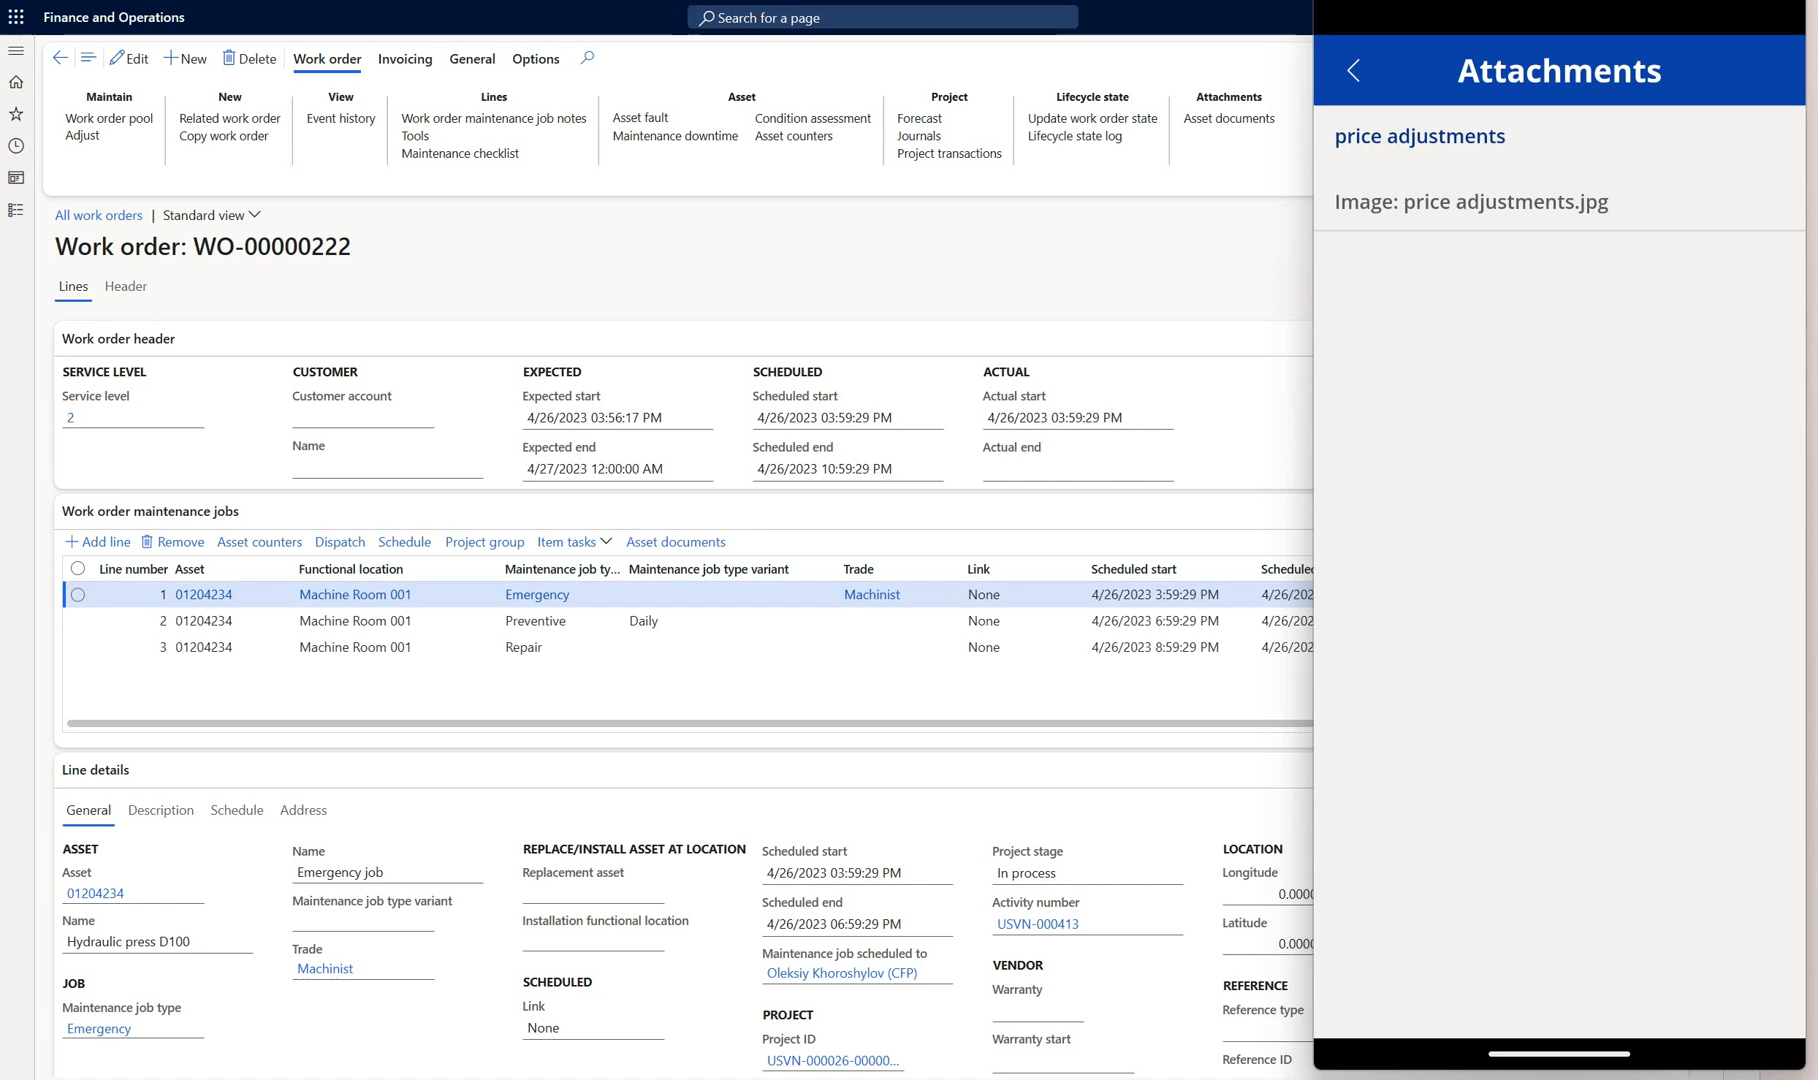 Finance and Operations
Search for a page
Edit
New
Delete
Work order
Invoicing
General
Options
Maintain
Work order pool
Adjust
New
Related work order
Copy work order
View
Event history
Lines
Work order maintenance job notes
Tools
Maintenance checklist
Asset
Asset fault
Maintenance downtime
Condition assessment
Asset counters
Project
Forecast
Journals
Project transactions
Lifecycle state
Update work order state
Lifecycle state log
Attachments
Asset documents
All work orders | Standard view
Work order: WO-00000222
Lines
Header
Work order header
SERVICE LEVEL
Service level
2
CUSTOMER
Customer account
Name
EXPECTED
Expected start
4/26/2023 03:56:17 PM
Expected end
4/27/2023 12:00:00 AM
SCHEDULED
Scheduled start
4/26/2023 03:59:29 PM
Scheduled end
4/26/2023 10:59:29 PM
ACTUAL
Actual start
4/26/2023 03:59:29 PM
Actual end
Work order maintenance jobs
Add line Remove Asset counters Dispatch Schedule Project group Item tasks Asset documents
Line number Asset Functional location Maintenance job ty... Maintenance job type variant Trade Link Scheduled start Scheduled
1 01204234 Machine Room 001 Emergency Machinist None 4/26/2023 3:59:29 PM 4/26/202
2 01204234 Machine Room 001 Preventive Daily None 4/26/2023 6:59:29 PM 4/26/202
3 01204234 Machine Room 001 Repair None 4/26/2023 8:59:29 PM 4/26/202
Line details
General
Description
Schedule
Address
ASSET
Asset
01204234
Name
Hydraulic press D100
JOB
Maintenance job type
Emergency
Name
Emergency job
Maintenance job type variant
Trade
Machinist
REPLACE/INSTALL ASSET AT LOCATION
Replacement asset
Installation functional location
SCHEDULED
Link
None
Scheduled start
4/26/2023 03:59:29 PM
Scheduled end
4/26/2023 06:59:29 PM
Maintenance job scheduled to
Oleksiy Khoroshylov (CFP)
PROJECT
Project ID
USVN-000026-00000...
Project stage
In process
Activity number
USVN-000413
VENDOR
Warranty
Warranty start
LOCATION
Longitude
0.000
Latitude
0.000
REFERENCE
Reference type
Reference ID
Attachments
price adjustments
Image: price adjustments.jpg